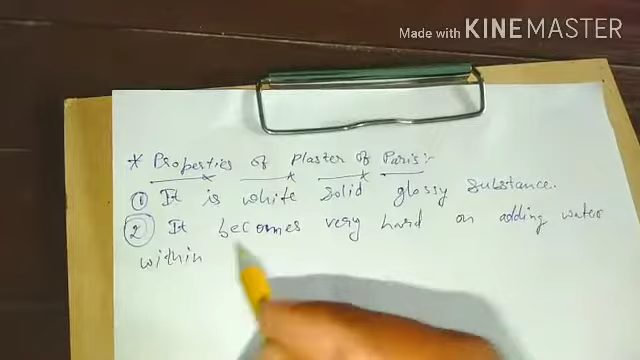 Made with KINEMASTER
* Properties of Plaster of Paris:-
① It is white solid glossy substance.
② It becomes very hard on adding water
within